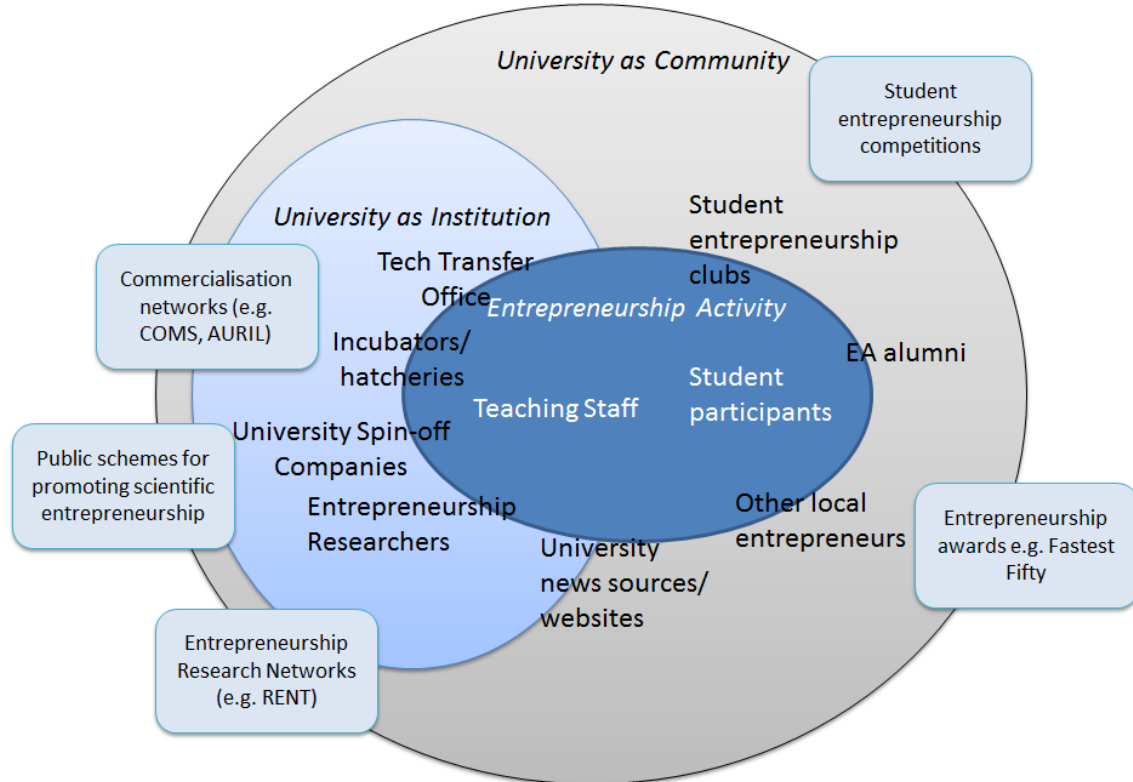 University as Community
Student
entrepreneurship
competitions
University as Institution
Student
entrepreneurship
clubs
Commercialisation
networks (e.g.
COMS, AURIL)
Tech Transfer
Office
Entrepreneurship Activity
Incubators/
hatcheries
EA alumni
Student
participants
Teaching Staff
Public schemes for
promoting scientific
entrepreneurship
University Spin-off
Companies
Entrepreneurship
Researchers
Other local
entrepreneurs
Entrepreneurship
awards e.g. Fastest
Fifty
University
news sources/
websites
Entrepreneurship
Research Networks
(e.g. RENT)